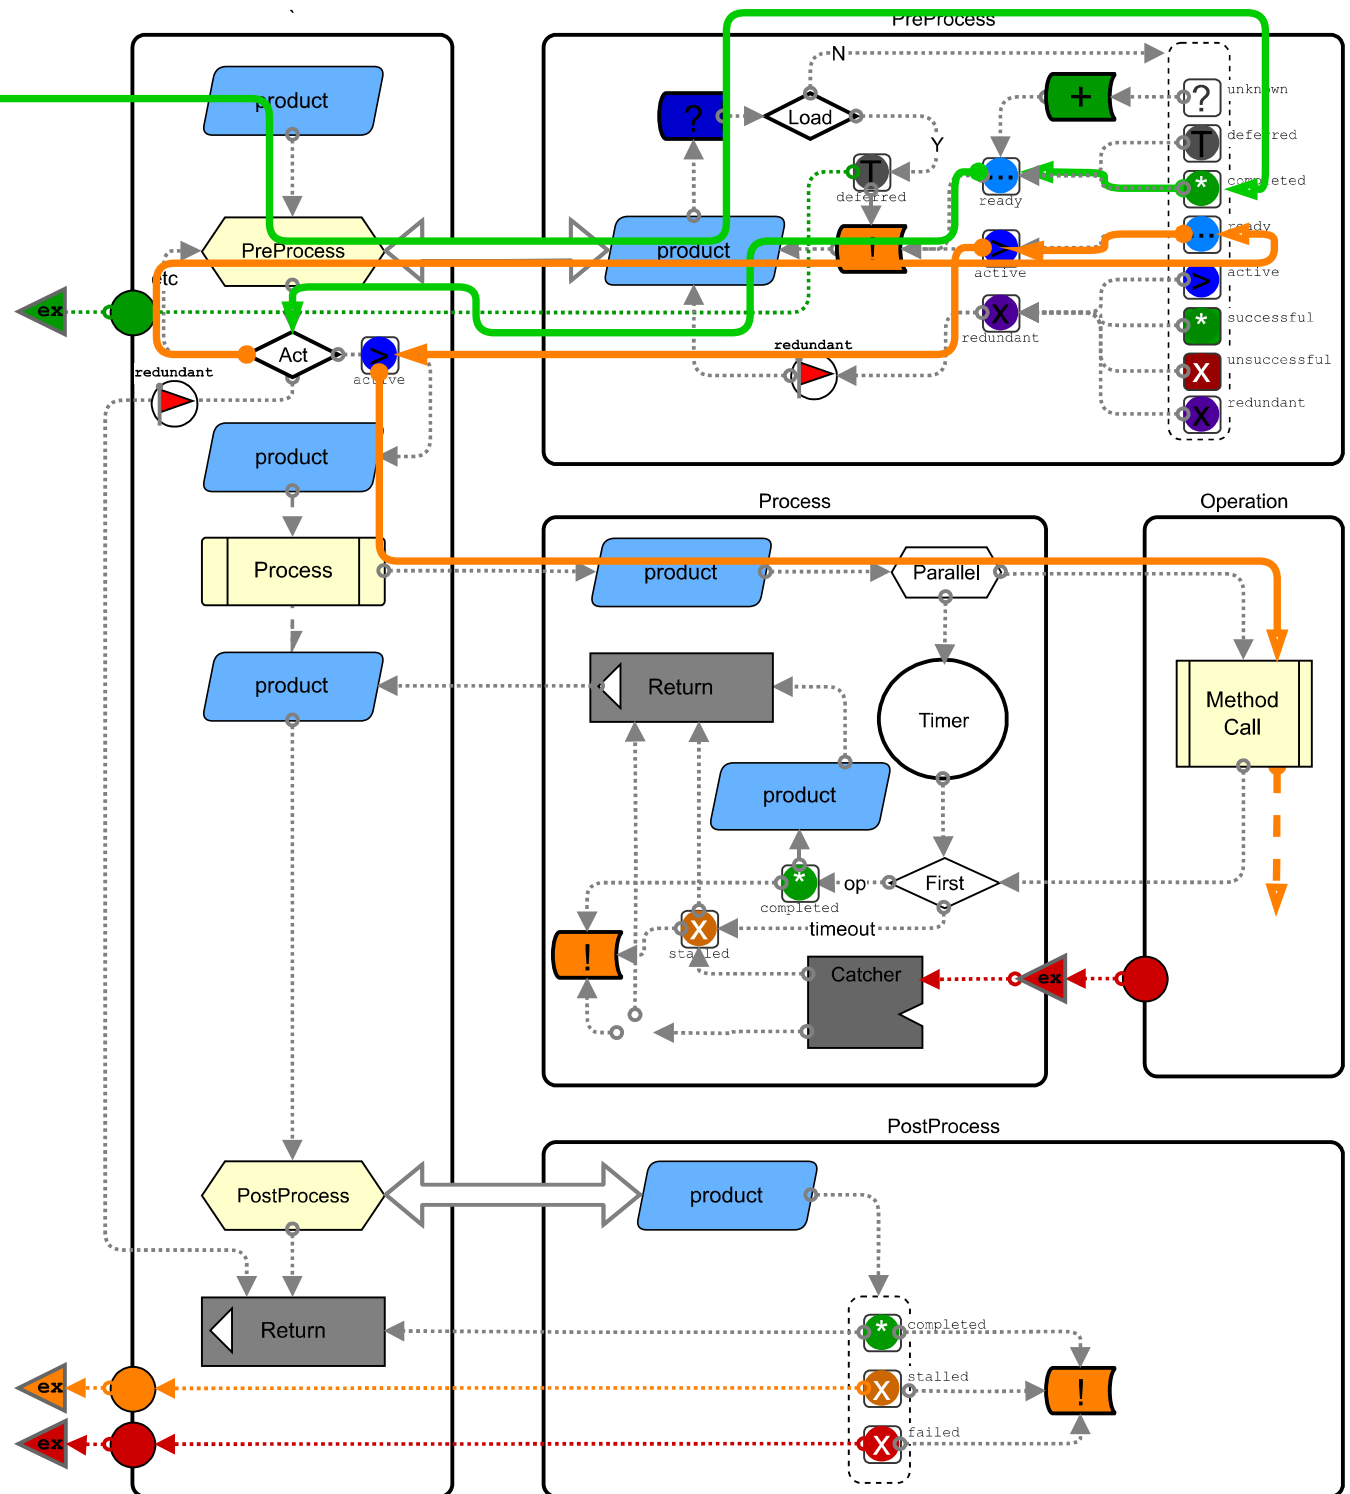 `
PreProcess
product
?
Load
N
Y
+
?
unknown
T
deferred
*
completed
...
ready
>
active
*
successful
x
unsuccessful
x
redundant
T
deferred
...
ready
PreProcess
product
!
>
active
x
redundant
redundant
etc
ex
Act
>
active
redundant
product
Process
Operation
Process
product
Parallel
product
Return
Timer
Method
Call
product
*
completed
op
First
x
stalled
timeout
!
Catcher
ex
PostProcess
PostProcess
product
Return
*
completed
ex
x
stalled
!
ex
x
failed